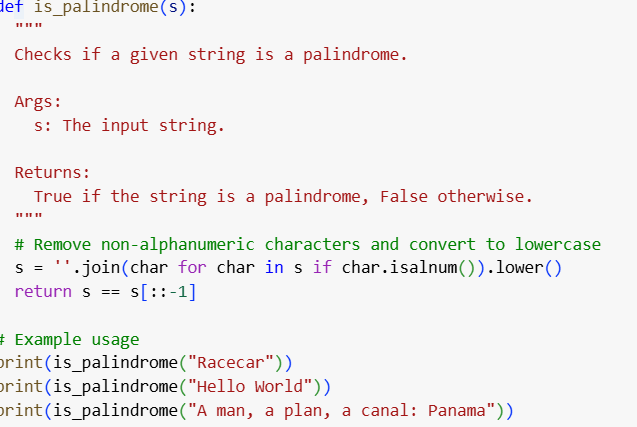 def is_palindrome(s):
  """
  Checks if a given string is a palindrome.

  Args:
    s: The input string.

  Returns:
    True if the string is a palindrome, False otherwise.
  """
  # Remove non-alphanumeric characters and convert to lowercase
  s = ''.join(char for char in s if char.isalnum()).lower()
  return s == s[::-1]

# Example usage
print(is_palindrome("Racecar"))
print(is_palindrome("Hello World"))
print(is_palindrome("A man, a plan, a canal: Panama"))